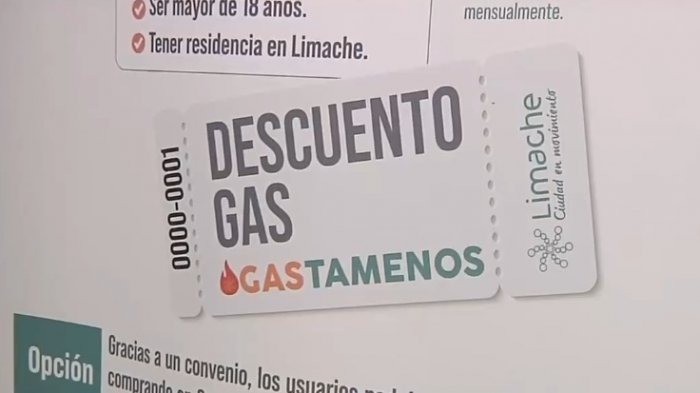 Ser mayor de 18 años.
Tener residencia en Limache.
mensualmente.
0000-0001
DESCUENTO
GAS
GASTAMENOS
Limache
Ciudad en movimiento
Opción
Gracias a un convenio, los usuarios
comprando